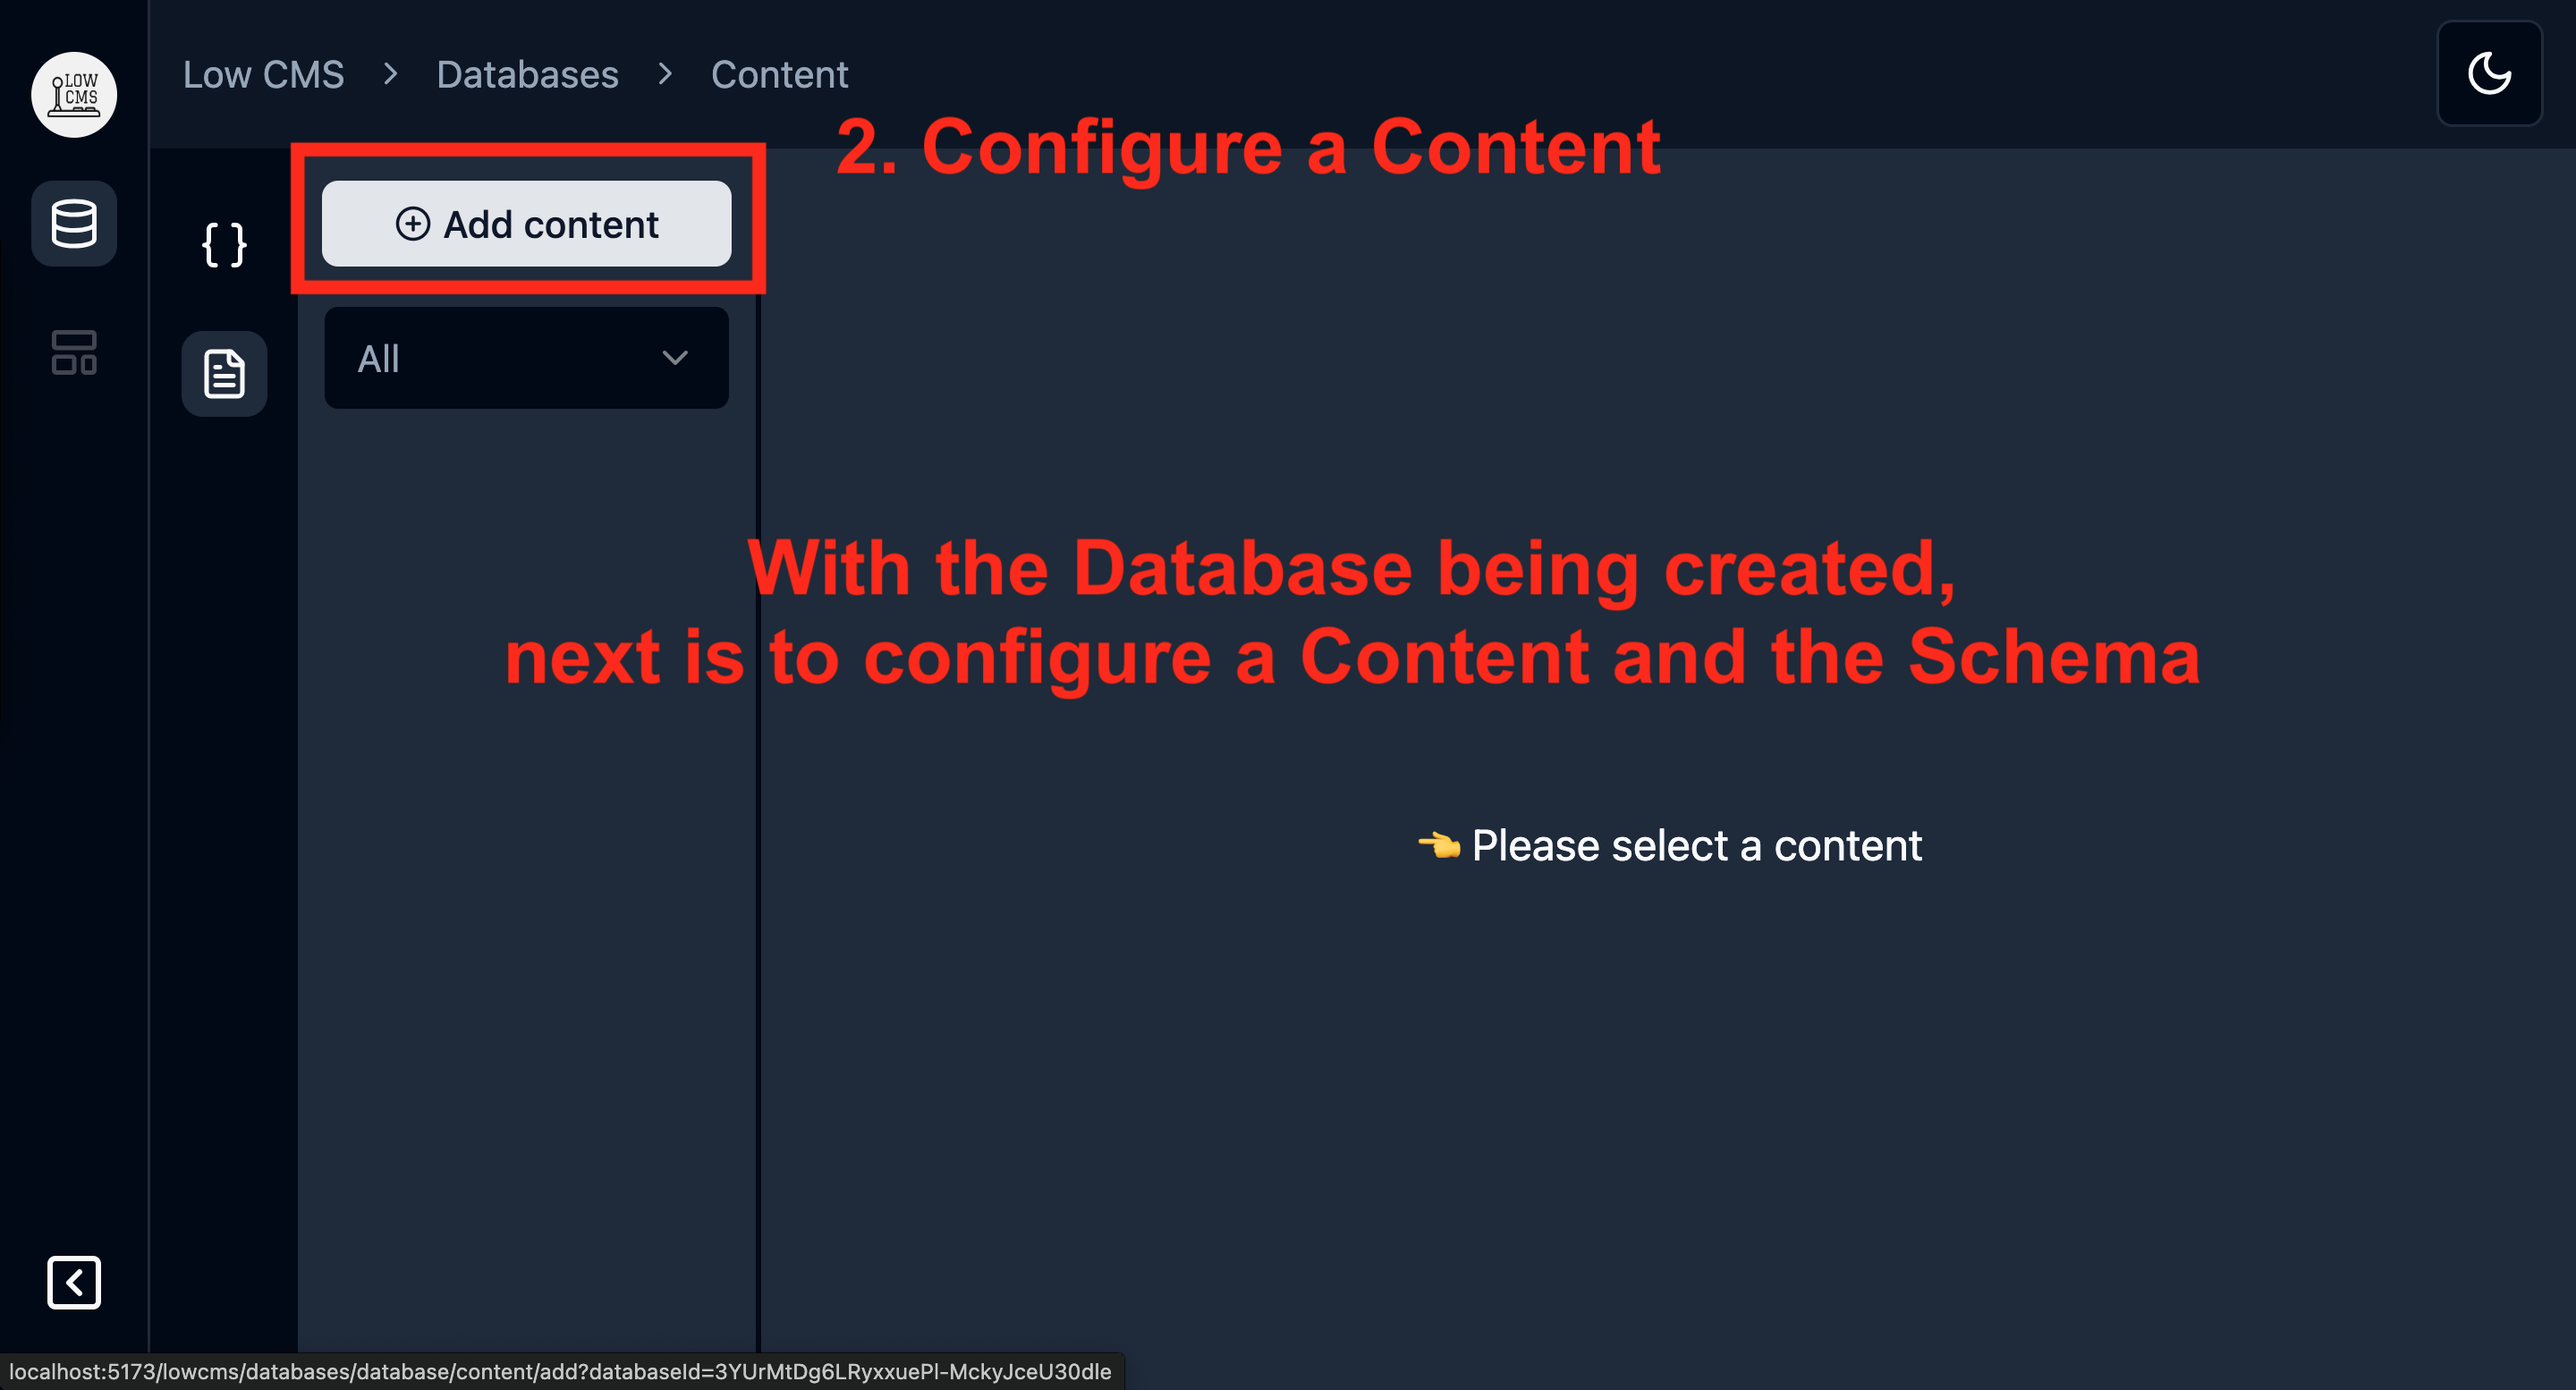 LOW
CMS
Low CMS > Databases > Content
2. Configure a Content
Add content
{ }
All
With the Database being created,
next is to configure a Content and the Schema
👈 Please select a content
localhost:5173/lowcms/databases/database/content/add?databaseId=3YUrMtDg6LRyxxuePl-MckyJceU30dle